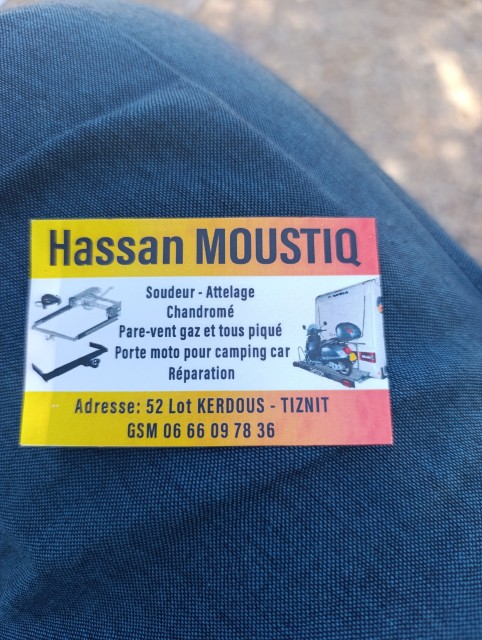 Hassan MOUSTIQ
Soudeur - Attelage
Chandromé
Pare-vent gaz et tous piqué
Porte moto pour camping car
Réparation
Adresse: 52 Lot KERDOUS - TIZNIT
GSM 06 66 09 78 36